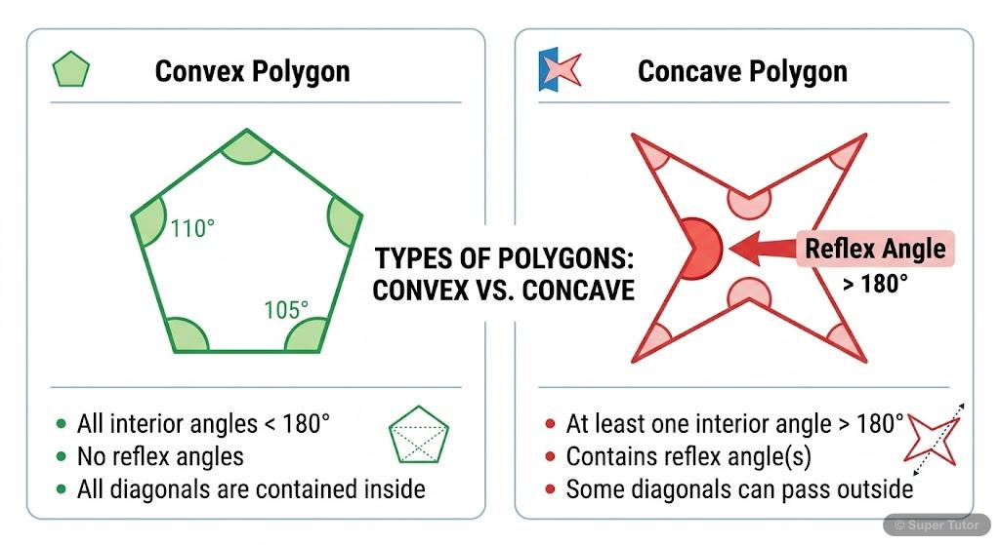 Convex Polygon
110°
105°
All interior angles < 180°
No reflex angles
All diagonals are contained inside
TYPES OF POLYGONS:
CONVEX VS. CONCAVE
Concave Polygon
Reflex Angle
> 180°
At least one interior angle > 180°
Contains reflex angle(s)
Some diagonals can pass outside
© Super Tutor